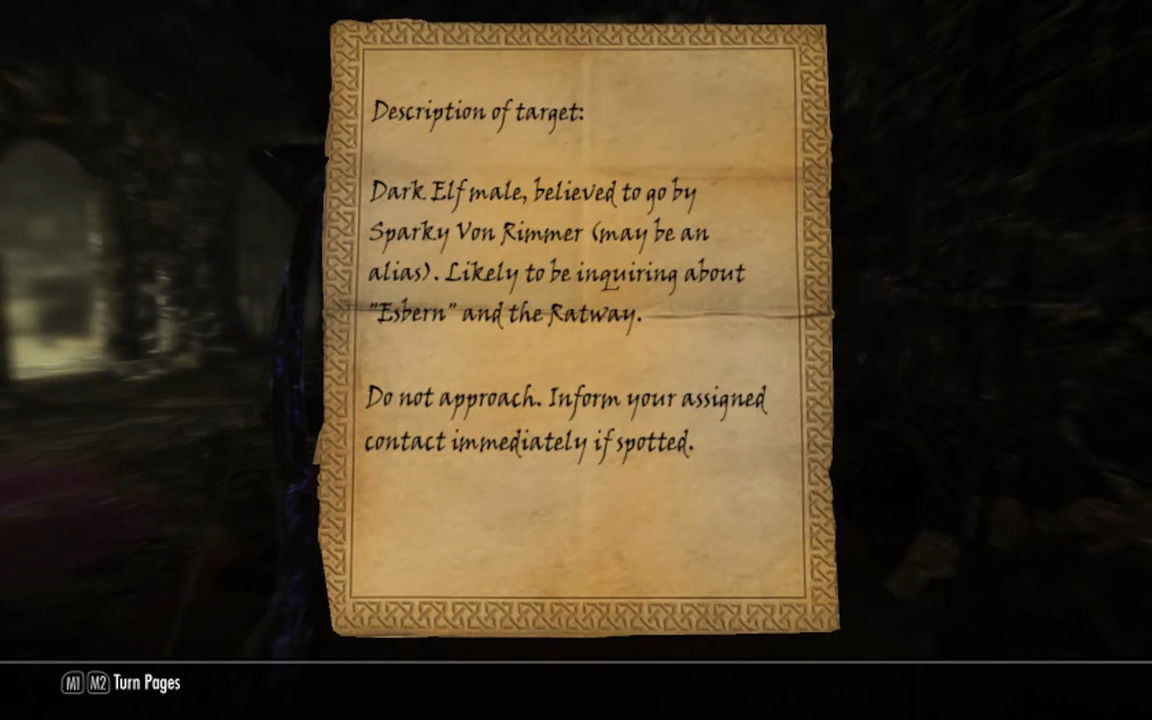 Description of target:
Dark Elf male, believed to go by
Sparky Von Rimmer (may be an
alias). Likely to be inquiring about
"Esbern" and the Ratway.
Do not approach. Inform your assigned
contact immediately if spotted.
M1 M2 Turn Pages